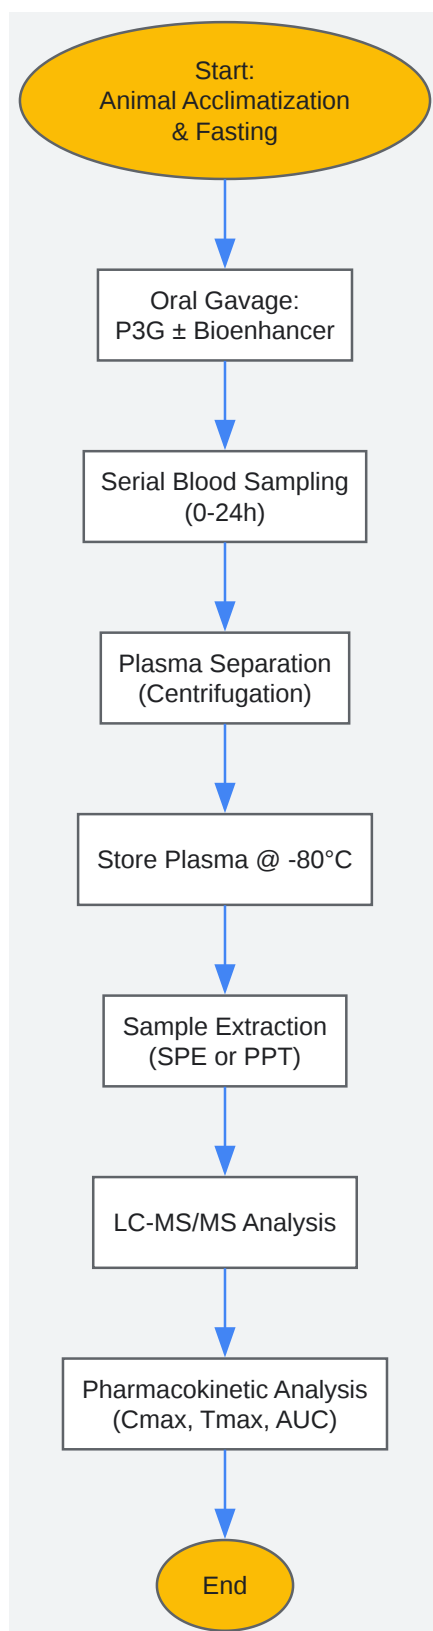 Start:
Animal Acclimatization
& Fasting
Oral Gavage:
P3G ± Bioenhancer
Serial Blood Sampling
(0-24h)
Plasma Separation
(Centrifugation)
Store Plasma @ -80°C
Sample Extraction
(SPE or PPT)
LC-MS/MS Analysis
Pharmacokinetic Analysis
(Cmax, Tmax, AUC)
End